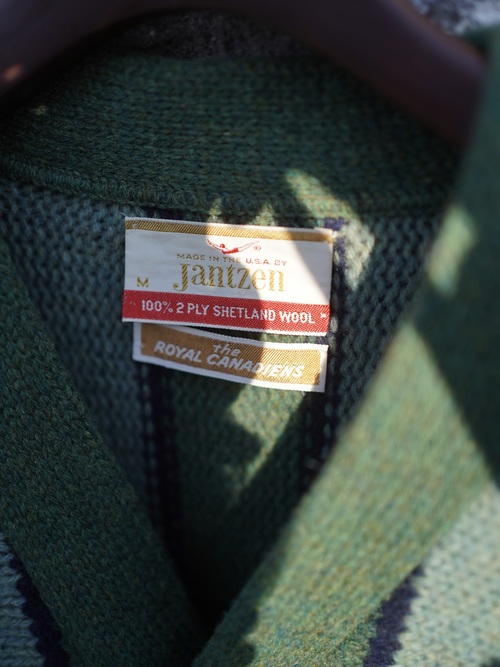 ®
MADE IN THE U.S.A. BY
Jantzen
M
100% 2 PLY SHETLAND WOOL
the
ROYAL CANADIENS